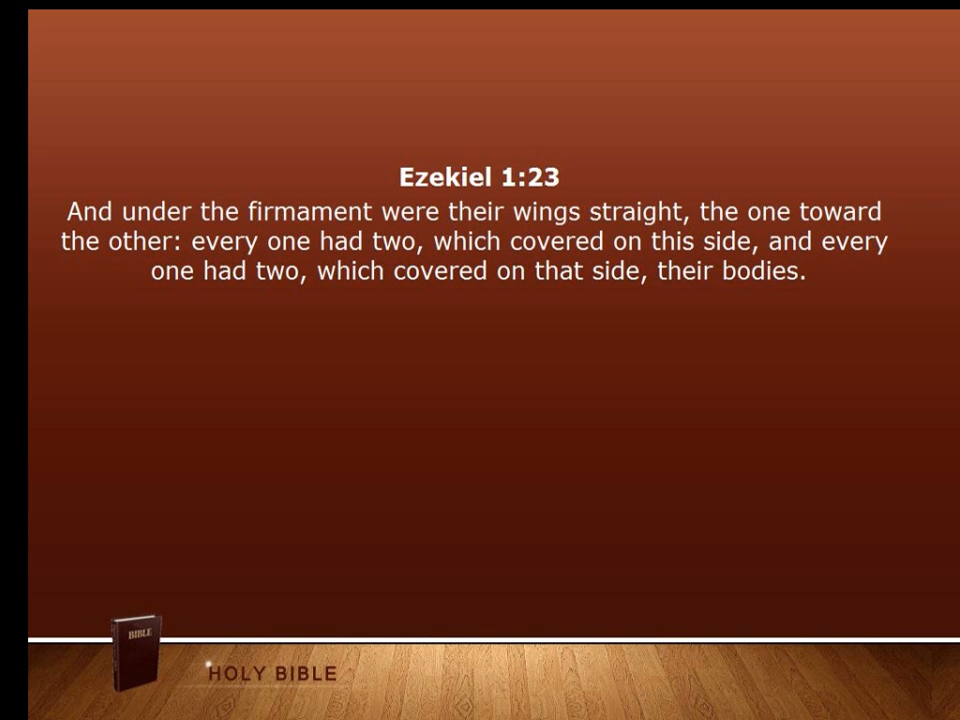 Ezekiel 1:23
And under the firmament were their wings straight, the one toward
the other: every one had two, which covered on this side, and every
one had two, which covered on that side, their bodies.
BIBLE
HOLY BIBLE